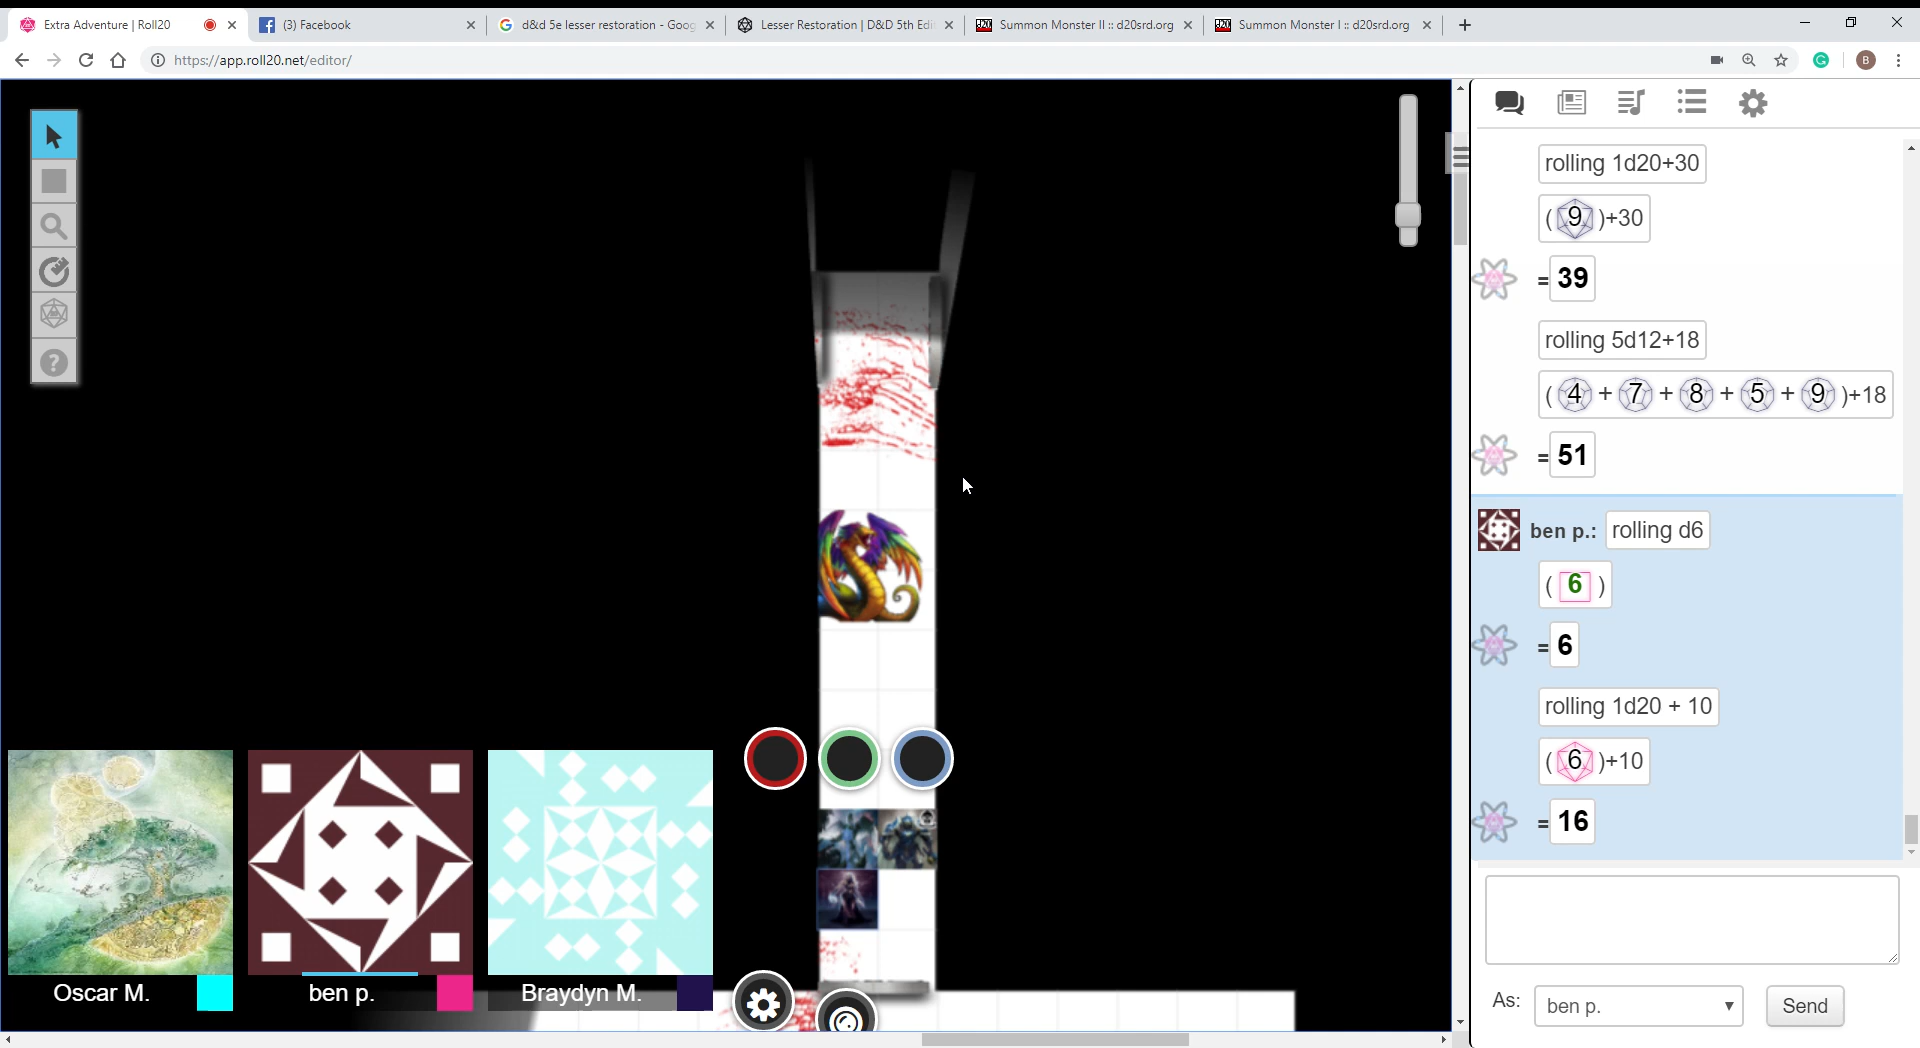 Extra Adventure | Roll20
(3) Facebook
d&d 5e lesser restoration - Goog
Lesser Restoration | D&D 5th Edi
Summon Monster II :: d20srd.org
Summon Monster I :: d20srd.org
https://app.roll20.net/editor/
B
rolling 1d20+30
(9)+30
=39
rolling 5d12+18
(4+7+8+5+9)+18
=51
ben p.: rolling d6
(6)
=6
rolling 1d20 + 10
(6)+10
=16
Oscar M.
ben p.
Braydyn M.
As: ben p. Send